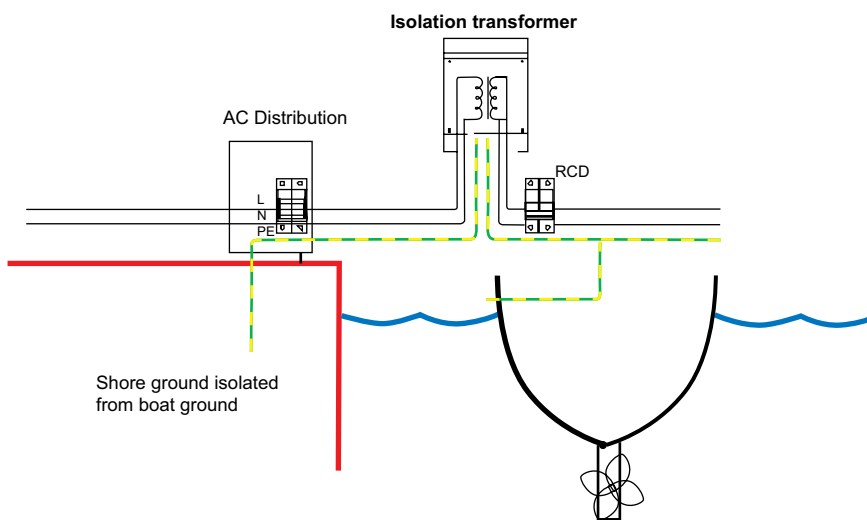 Isolation transformer
AC Distribution
RCD
L
N
PE
Shore ground isolated
from boat ground